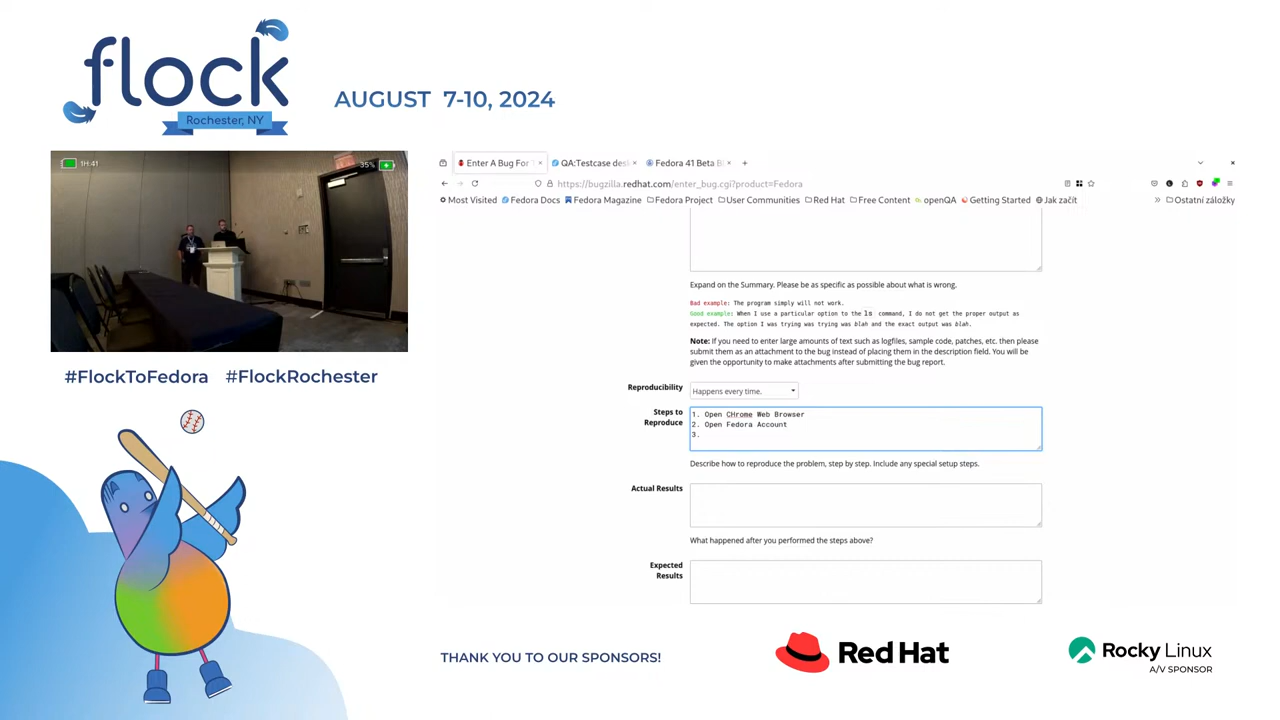 flock
Rochester, NY
AUGUST 7-10, 2024
1H:41
35%
#FlockToFedora #FlockRochester
Enter A Bug For T
QA:Testcase desk
Fedora 41 Beta Bl
https://bugzilla.redhat.com/enter_bug.cgi?product=Fedora
Most Visited Fedora Docs Fedora Magazine Fedora Project User Communities Red Hat Free Content openQA Getting Started Jak začít Ostatní záložky
Expand on the Summary. Please be as specific as possible about what is wrong.
Bad example: The program simply will not work.
Good example: When I use a particular option to the ls command, I do not get the proper output as
expected. The option I was trying was trying was blah and the exact output was blah.
Note: If you need to enter large amounts of text such as logfiles, sample code, patches, etc. then please
submit them as an attachment to the bug instead of placing them in the description field. You will be
given the opportunity to make attachments after submitting the bug report.
Reproducibility
Happens every time.
Steps to
Reproduce
1. Open CHrome Web Browser
2. Open Fedora Account
3.
Describe how to reproduce the problem, step by step. Include any special setup steps.
Actual Results
What happened after you performed the steps above?
Expected
Results
THANK YOU TO OUR SPONSORS!
Red Hat
Rocky Linux
A/V SPONSOR